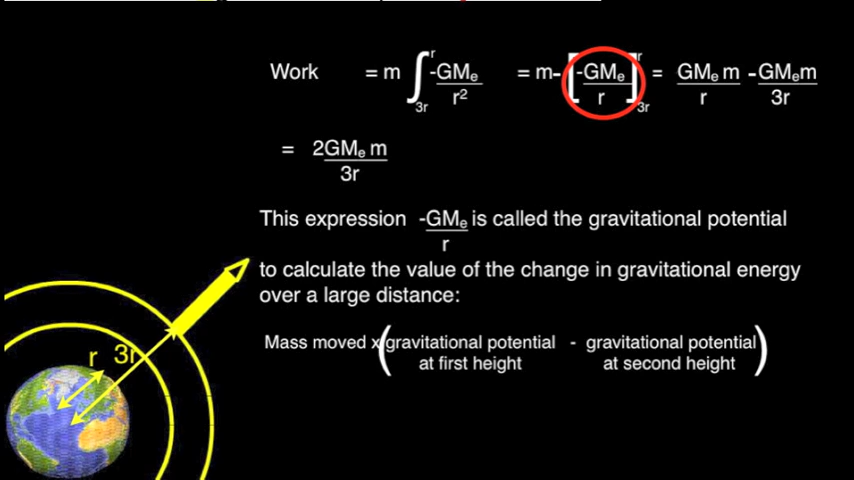 Work = m ∫ 3r r -GMₑ/r² = m- [-GMₑ/r] 3r r = GMₑ m/r - GMₑm/3r
= 2GMₑ m/3r
This expression -GMₑ/r is called the gravitational potential
to calculate the value of the change in gravitational energy
over a large distance:
Mass moved x (gravitational potential - gravitational potential)
at first height at second height
r 3r